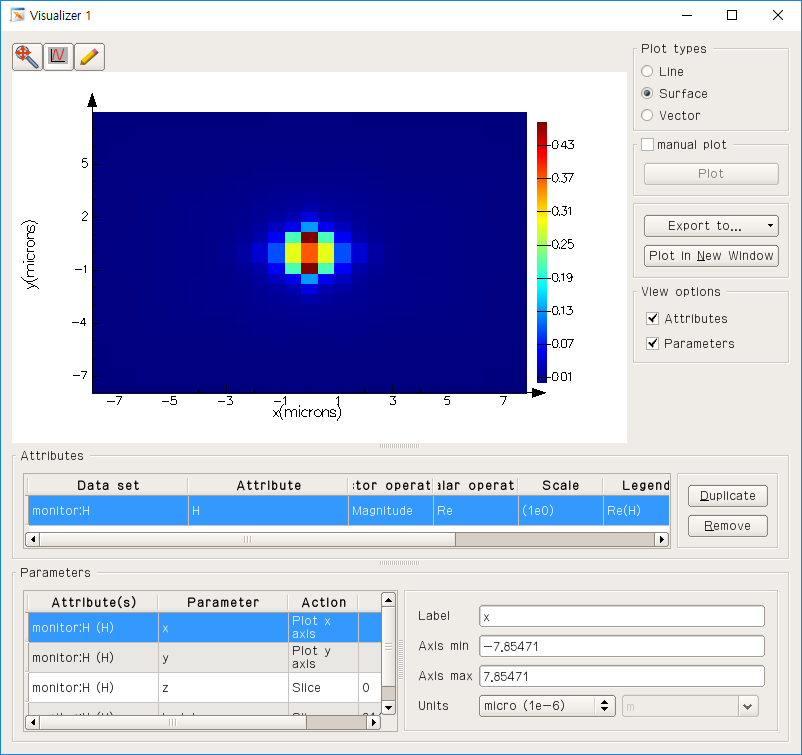 Visualizer 1
Plot types
Line
Surface
Vector
manual plot
Plot
Export to...
Plot in New Window
View options
Attributes
Parameters
y(microns)
5
2
−1
−4
−7
−7
−5
−3
−1
1
3
5
7
x(microns)
0.43
0.37
0.31
0.25
0.19
0.13
0.07
0.01
Attributes
Data set Attribute :tor operat alar operat Scale Legend
monitor:H H Magnitude Re (1e0) Re(H)
Duplicate
Remove
Parameters
Attribute(s) Parameter Action
monitor:H (H) x Plot x axis
monitor:H (H) y Plot y axis
monitor:H (H) z Slice 0
Label x
Axis min −7.85471
Axis max 7.85471
Units micro (1e−6) m